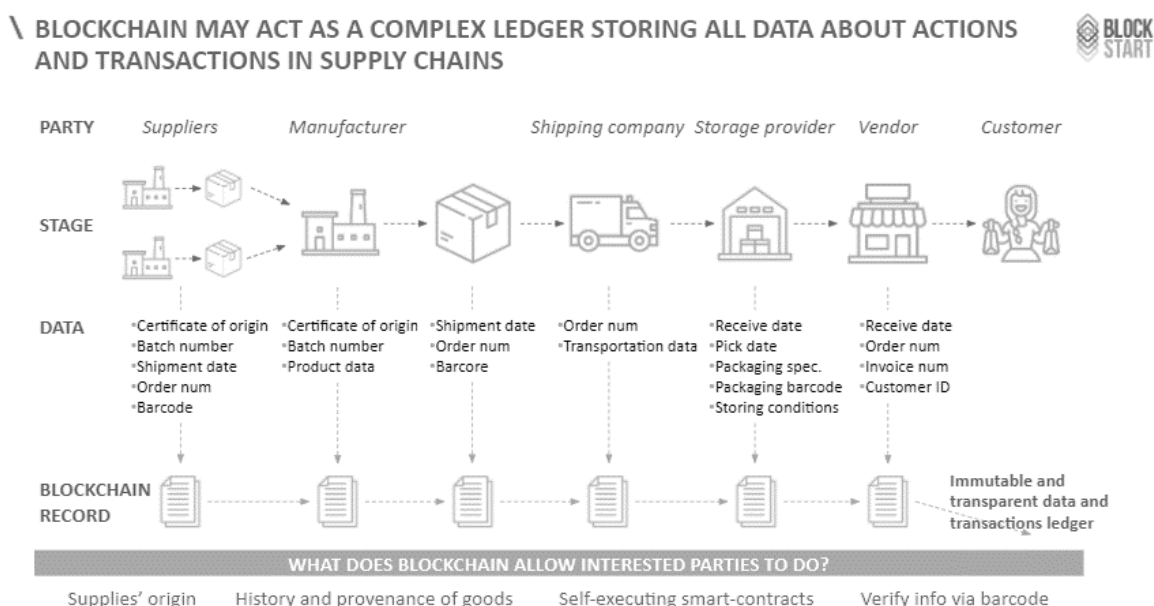 \ BLOCKCHAIN MAY ACT AS A COMPLEX LEDGER STORING ALL DATA ABOUT ACTIONS
AND TRANSACTIONS IN SUPPLY CHAINS
BLOCK
START
PARTY
Suppliers
Manufacturer
Shipping company
Storage provider
Vendor
Customer
STAGE
DATA
•Certificate of origin
•Batch number
•Shipment date
•Order num
•Barcode
•Certificate of origin
•Batch number
•Product data
•Shipment date
•Order num
•Barcore
•Order num
•Transportation data
•Receive date
•Pick date
•Packaging spec.
•Packaging barcode
•Storing conditions
•Receive date
•Order num
•Invoice num
•Customer ID
BLOCKCHAIN
RECORD
Immutable and
transparent data and
transactions ledger
WHAT DOES BLOCKCHAIN ALLOW INTERESTED PARTIES TO DO?
Supplies’ origin
History and provenance of goods
Self-executing smart-contracts
Verify info via barcode